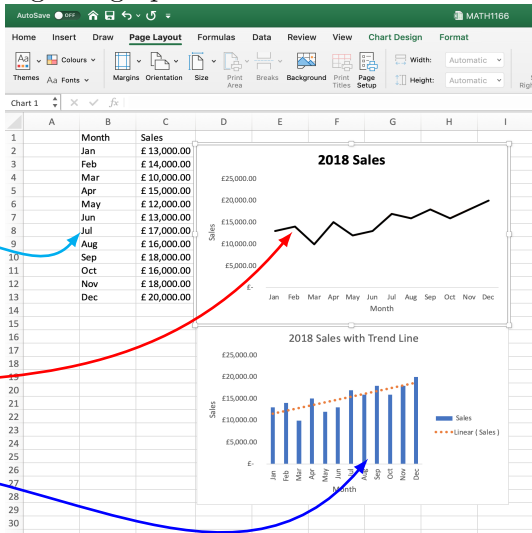 AutoSave OFF MATH1166
Home Insert Draw Page Layout Formulas Data Review View Chart Design Format
Aa Colours Width: Automatic
Themes Aa Fonts Margins Orientation Size Print Area Breaks Background Print Titles Page Setup Height: Automatic
Chart 1 fx
A B C D E F G H I
1 Month Sales
2 Jan £ 13,000.00
3 Feb £ 14,000.00
4 Mar £ 10,000.00
5 Apr £ 15,000.00
6 May £ 12,000.00
7 Jun £ 13,000.00
8 Jul £ 17,000.00
9 Aug £ 16,000.00
10 Sep £ 18,000.00
11 Oct £ 16,000.00
12 Nov £ 18,000.00
13 Dec £ 20,000.00
14
15
16
17
18
19
20
21
22
23
24
25
26
27
28
29
30
2018 Sales
£25,000.00
£20,000.00
£15,000.00
£10,000.00
£5,000.00
£-
Sales
Jan Feb Mar Apr May Jun Jul Aug Sep Oct Nov Dec
Month
2018 Sales with Trend Line
£25,000.00
£20,000.00
£15,000.00
£10,000.00
£5,000.00
£-
Sales
Jan Feb Mar Apr May Jun Jul Aug Sep Oct Nov Dec
Month
Sales
Linear ( Sales )